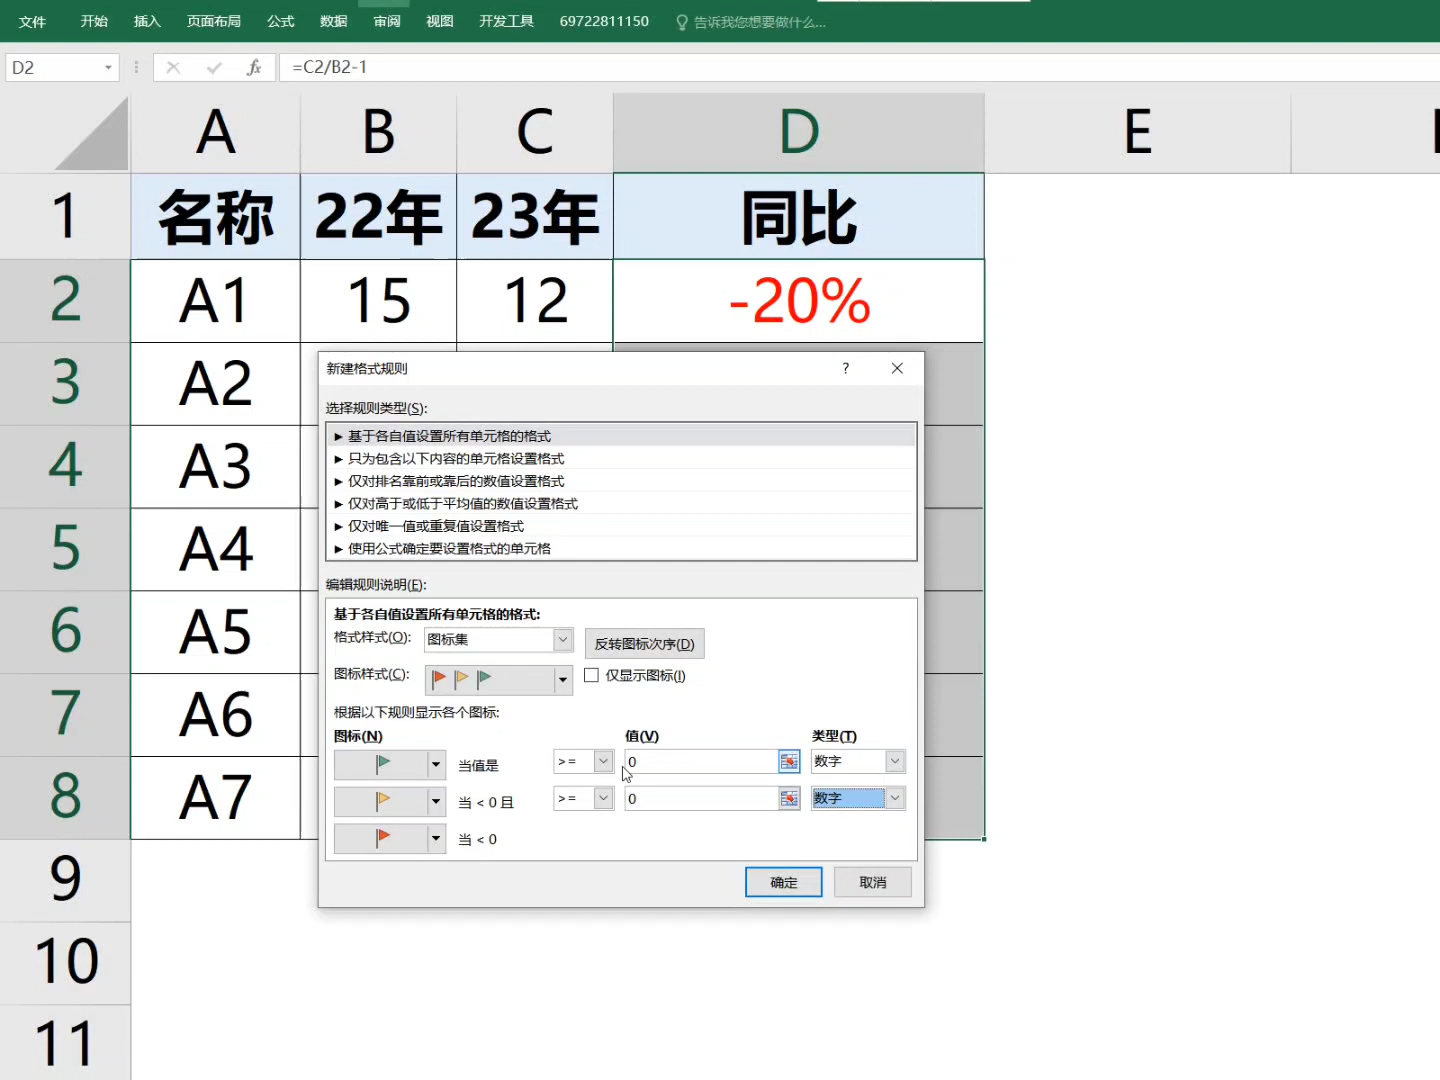 文件 开始 插入 页面布局 公式 数据 审阅 视图 开发工具 69722811150 告诉我您想要做什么...
D2 fx =C2/B2-1
A B C D E
1 名称 22年 23年 同比
2 A1 15 12 -20%
3 A2
4 A3
5 A4
6 A5
7 A6
8 A7
9
10
11
新建格式规则 ?
选择规则类型(S):
► 基于各自值设置所有单元格的格式
► 只为包含以下内容的单元格设置格式
► 仅对排名靠前或靠后的数值设置格式
► 仅对高于或低于平均值的数值设置格式
► 仅对唯一值或重复值设置格式
► 使用公式确定要设置格式的单元格
编辑规则说明(E):
基于各自值设置所有单元格的格式:
格式样式(O): 图标集 反转图标次序(D)
图标样式(C): 仅显示图标(I)
根据以下规则显示各个图标:
图标(N) 值(V) 类型(T)
当值是 >= 0 数字
当 < 0 且 >= 0 数字
当 < 0
确定 取消